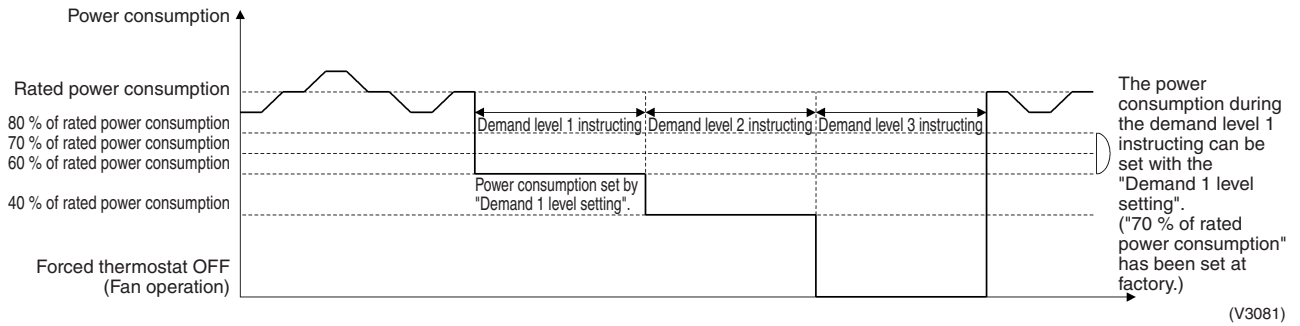 Power consumption
Rated power consumption
80 % of rated power consumption
70 % of rated power consumption
60 % of rated power consumption
40 % of rated power consumption
Forced thermostat OFF
(Fan operation)
Demand level 1 instructing
Demand level 2 instructing
Demand level 3 instructing
Power consumption set by
"Demand 1 level setting".
The power
consumption during
the demand level 1
instructing can be
set with the
"Demand 1 level
setting".
("70 % of rated
power consumption"
has been set at
factory.)
(V3081)